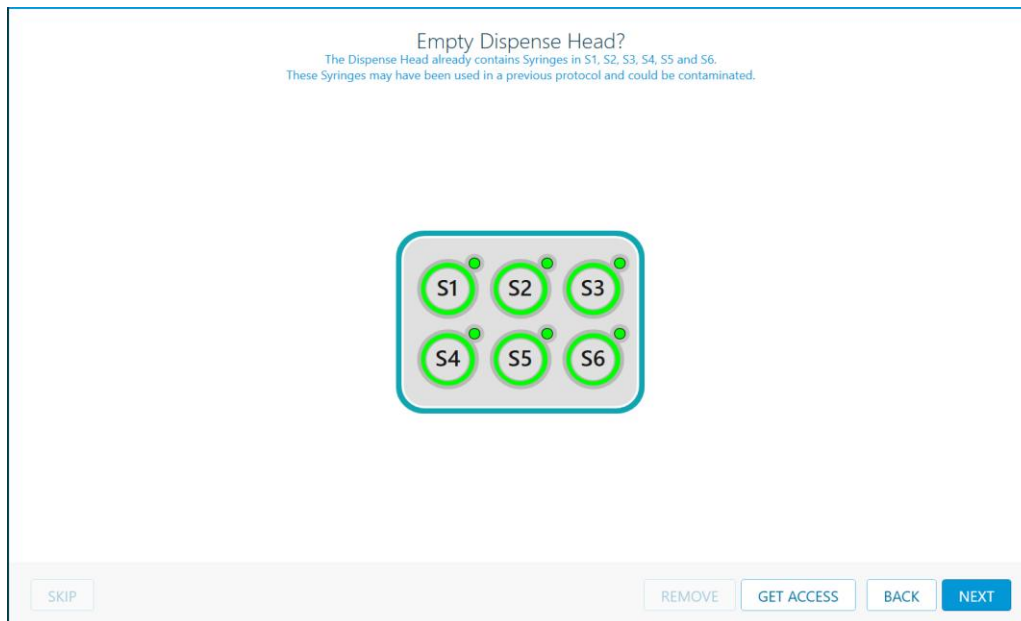 Empty Dispense Head?
The Dispense Head already contains Syringes in S1, S2, S3, S4, S5 and S6.
These Syringes may have been used in a previous protocol and could be contaminated.
S1 S2 S3
S4 S5 S6
SKIP REMOVE GET ACCESS BACK NEXT